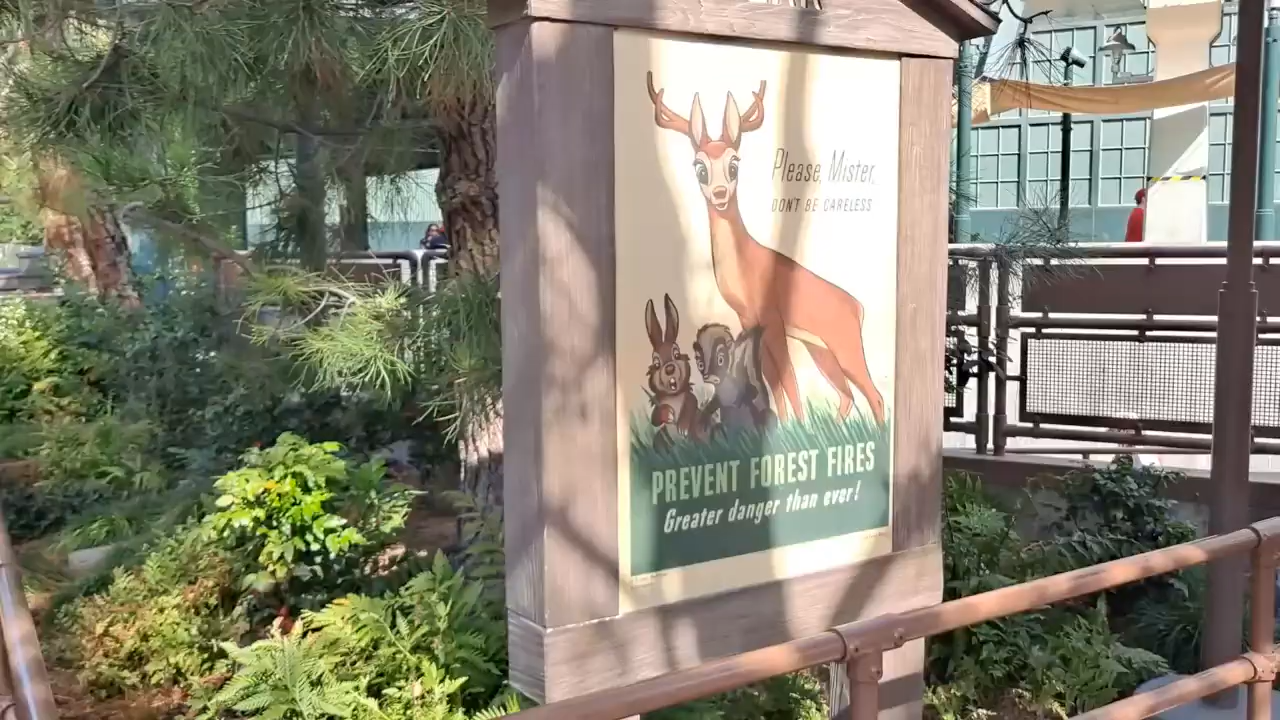 Please, Mister,
DON'T BE CARELESS
PREVENT FOREST FIRES
Greater danger than ever!